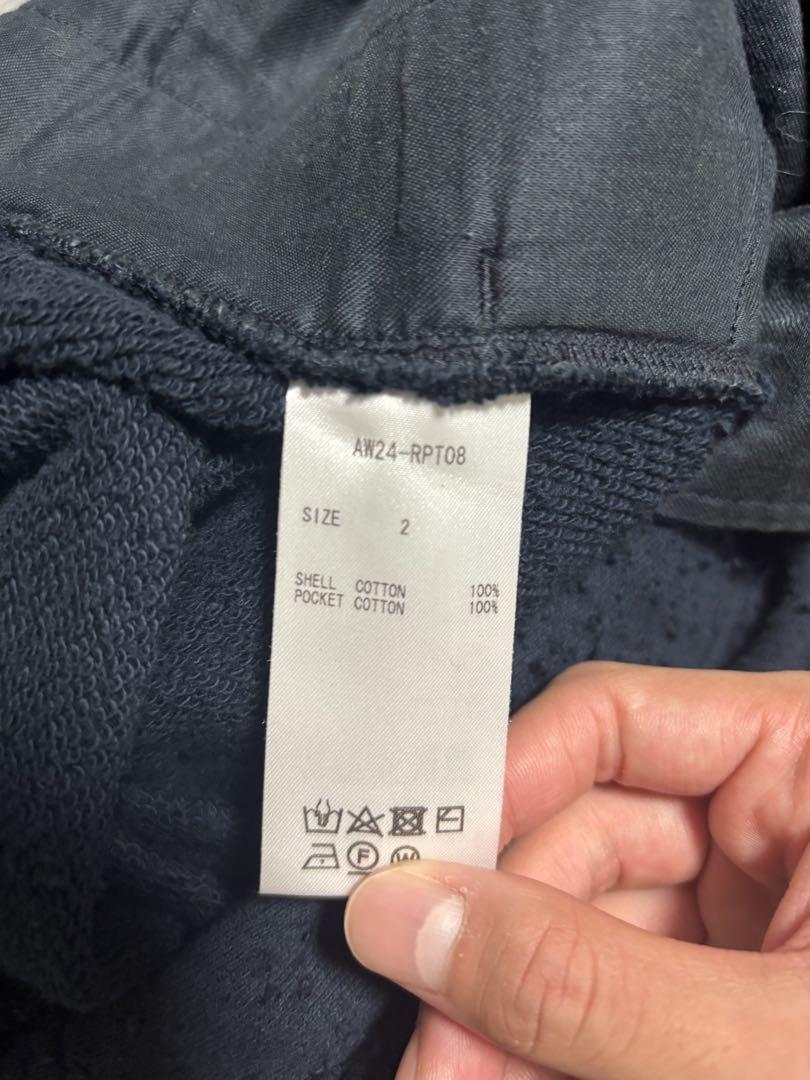 AW24-RPT08
SIZE 2
SHELL COTTON 100%
POCKET COTTON 100%
F W